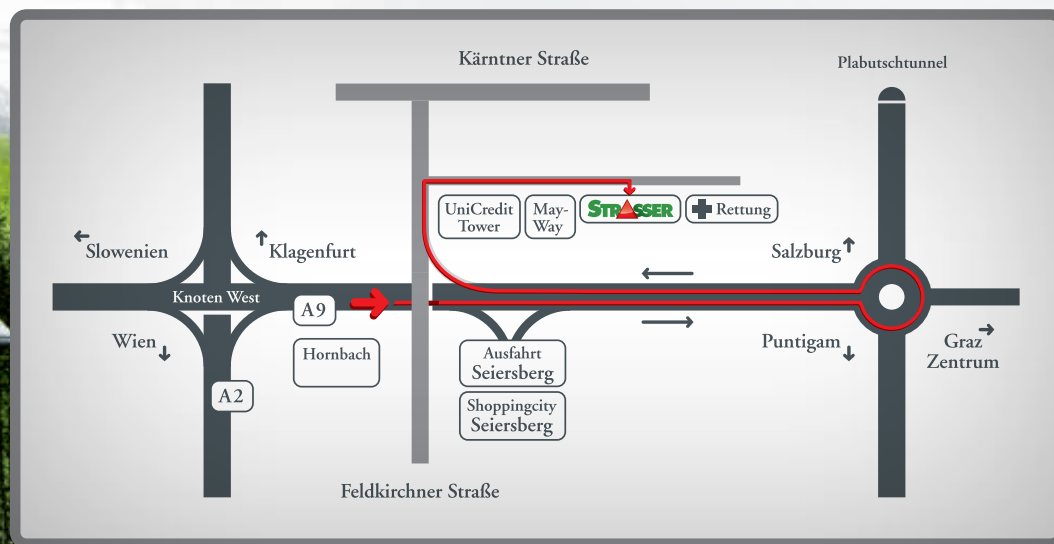 Kärntner Straße
Plabutschtunnel
UniCredit
Tower
May-
Way
STRASSER
Rettung
Slowenien
Klagenfurt
Salzburg
Knoten West
A9
Wien
Hornbach
Ausfahrt
Seiersberg
Puntigam
Graz
Zentrum
A2
Shoppingcity
Seiersberg
Feldkirchner Straße